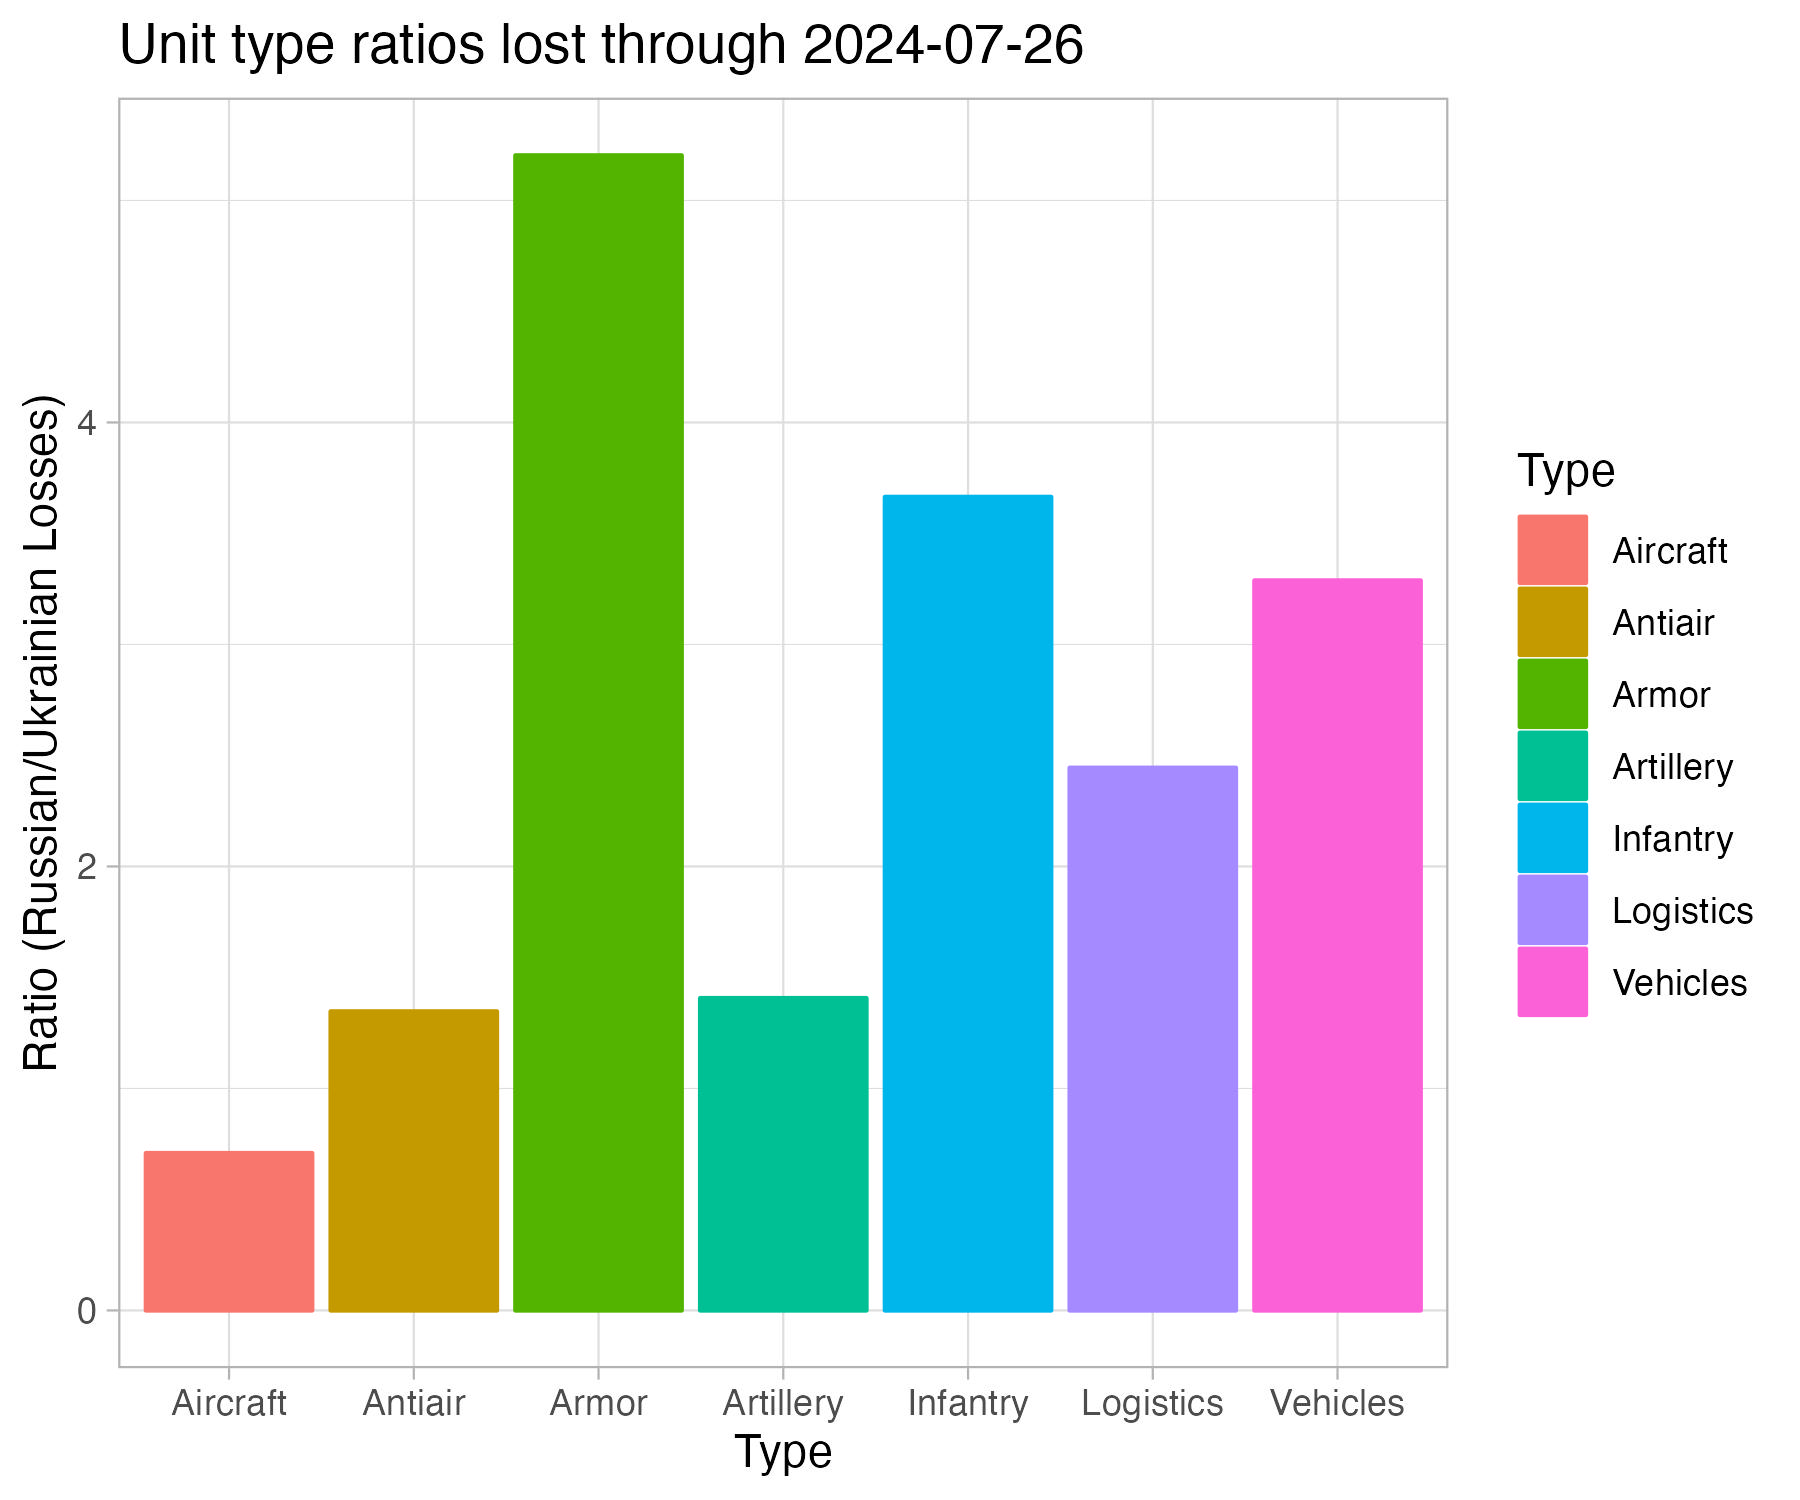 Unit type ratios lost through 2024-07-26
Ratio (Russian/Ukrainian Losses)
4
2
0
Aircraft Antiair Armor Artillery Infantry Logistics Vehicles
Type
Type
Aircraft
Antiair
Armor
Artillery
Infantry
Logistics
Vehicles